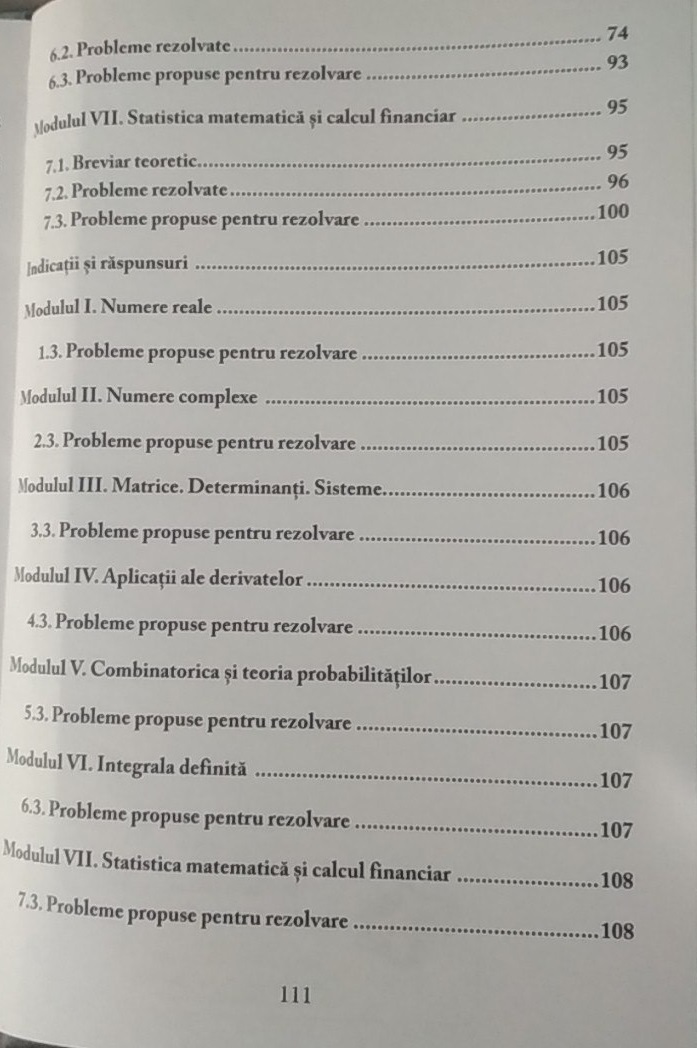 6.2. Probleme rezolvate ........ 74
6.3. Probleme propuse pentru rezolvare ........ 93
Modulul VII. Statistica matematică și calcul financiar ........ 95
7.1. Breviar teoretic ........ 95
7.2. Probleme rezolvate ........ 96
7.3. Probleme propuse pentru rezolvare ........ 100
Indicații și răspunsuri ........ 105
Modulul I. Numere reale ........ 105
1.3. Probleme propuse pentru rezolvare ........ 105
Modulul II. Numere complexe ........ 105
2.3. Probleme propuse pentru rezolvare ........ 105
Modulul III. Matrice. Determinanți. Sisteme ........ 106
3.3. Probleme propuse pentru rezolvare ........ 106
Modulul IV. Aplicații ale derivatelor ........ 106
4.3. Probleme propuse pentru rezolvare ........ 106
Modulul V. Combinatorica și teoria probabilităților ........ 107
5.3. Probleme propuse pentru rezolvare ........ 107
Modulul VI. Integrala definită ........ 107
6.3. Probleme propuse pentru rezolvare ........ 107
Modulul VII. Statistica matematică și calcul financiar ........ 108
7.3. Probleme propuse pentru rezolvare ........ 108
111